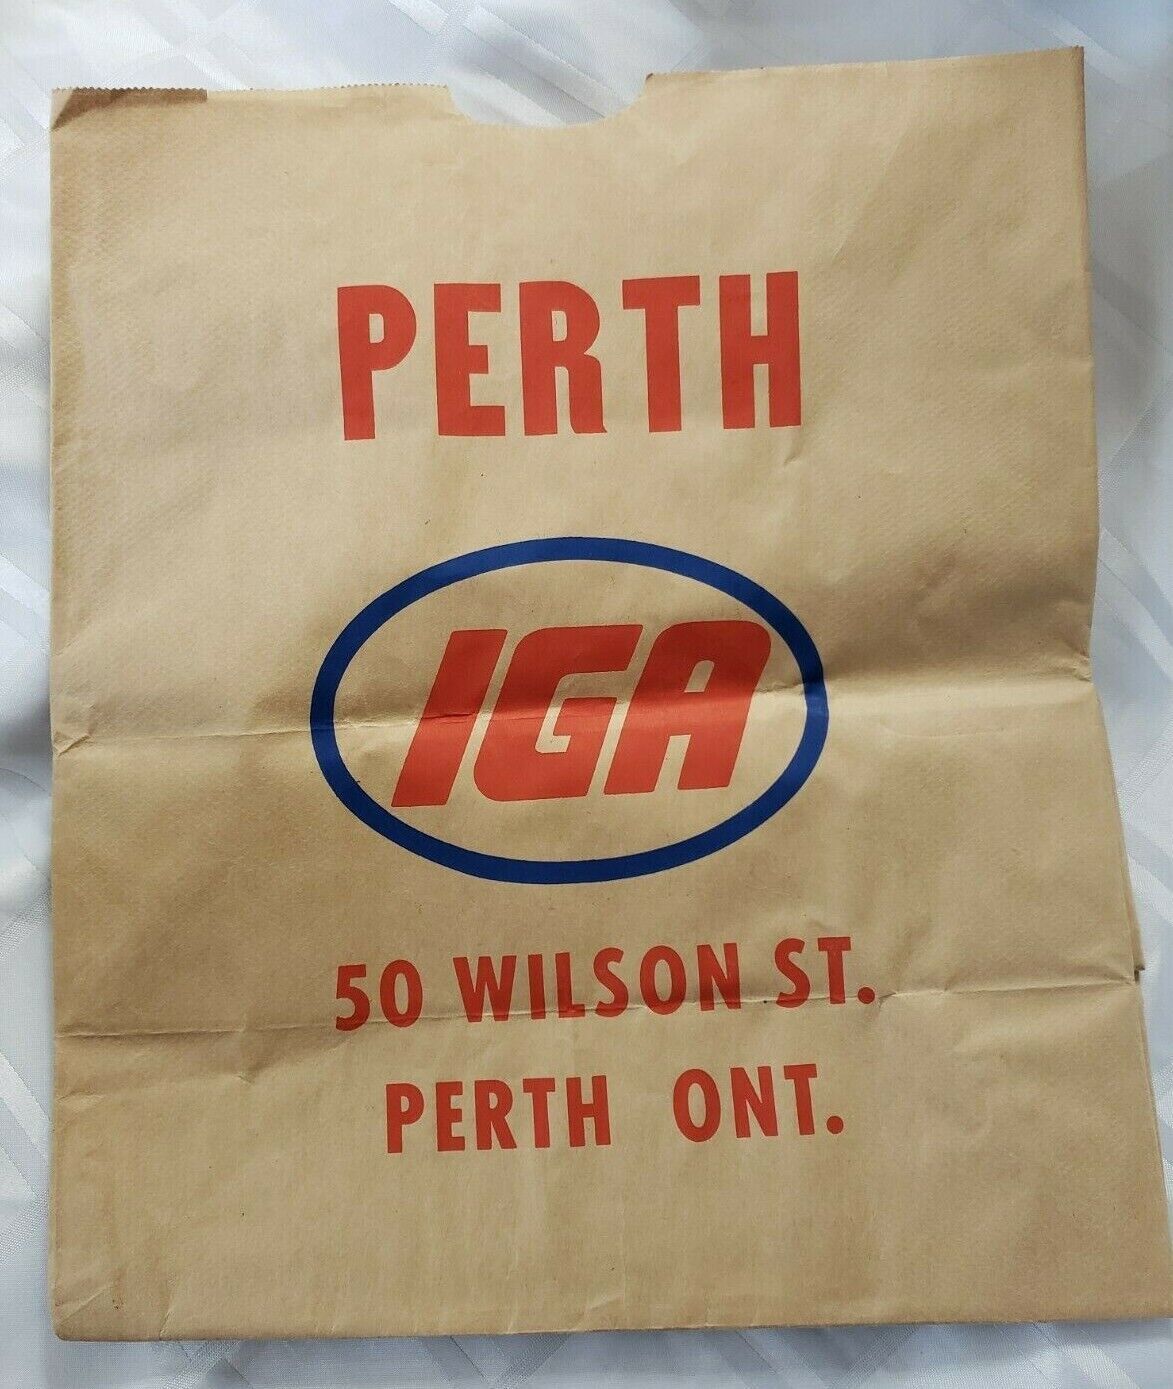 PERTH
IGA
50 WILSON ST.
PERTH ONT.